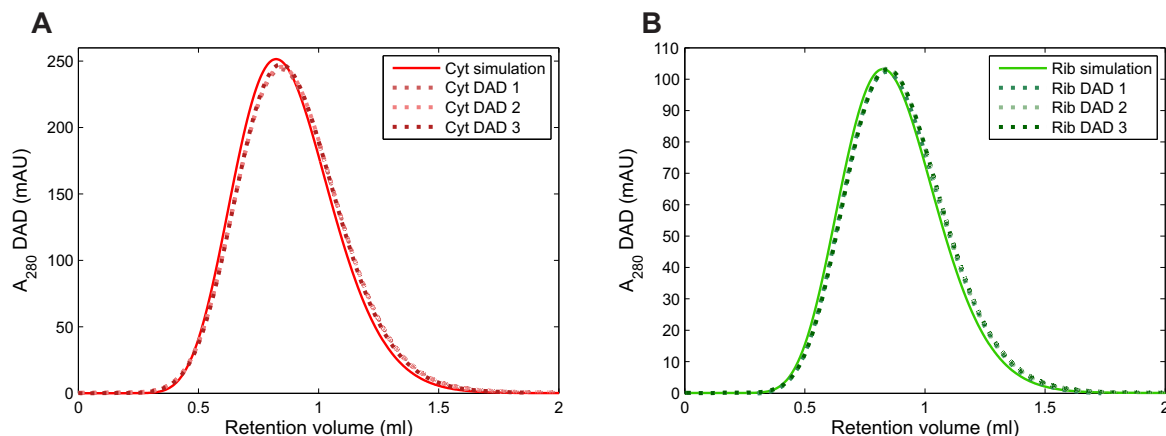 A
A280 DAD (mAU)
250
200
150
100
50
0
0
0.5
1
1.5
2
Retention volume (ml)
Cyt simulation
Cyt DAD 1
Cyt DAD 2
Cyt DAD 3
B
A280 DAD (mAU)
110
100
90
80
70
60
50
40
30
20
10
0
0
0.5
1
1.5
2
Retention volume (ml)
Rib simulation
Rib DAD 1
Rib DAD 2
Rib DAD 3